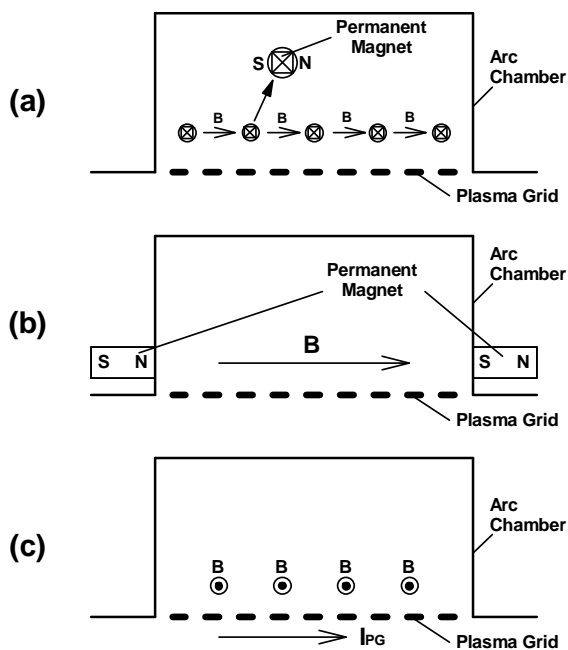 (a)
Permanent
Magnet
S
N
Arc
Chamber
B
B
B
B
Plasma Grid
(b)
Permanent
Magnet
Arc
Chamber
S N
B
S N
Plasma Grid
(c)
Arc
Chamber
B
B
B
B
IPG
Plasma Grid